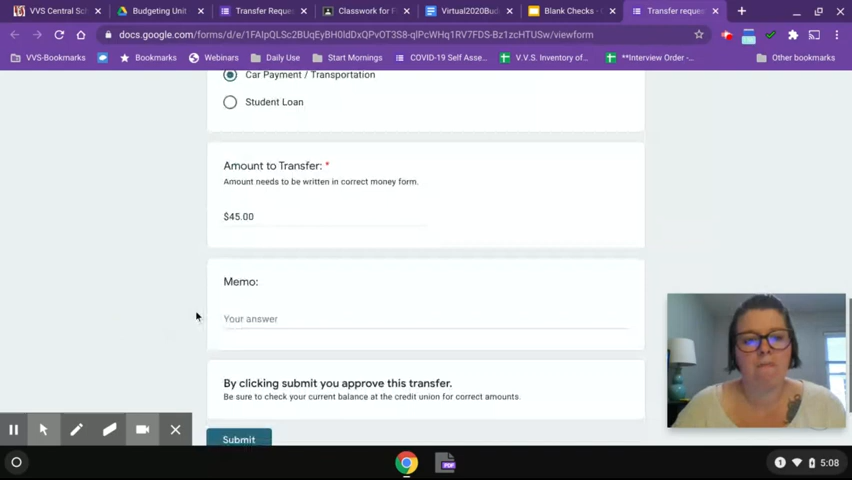 VVS Central Sc
Budgeting Unit
Transfer Reque
Classwork for F
Virtual2020Bud
Blank Checks -
Transfer reque
docs.google.com/forms/d/e/1FAIpQLSc2BUqEyBH0ldDxQPvOT3S8-qlPcWHq1RV7FDS-Bz1zcHTUSw/viewform
VVS-Bookmarks
Bookmarks
Webinars
Daily Use
Start Mornings
COVID-19 Self Asse...
V.V.S. Inventory of...
**Interview Order -...
Other bookmarks
Car Payment / Transportation
Student Loan
Amount to Transfer: *
Amount needs to be written in correct money form.
$45.00
Memo:
Your answer
By clicking submit you approve this transfer.
Be sure to check your current balance at the credit union for correct amounts.
Submit
PDF
1
5:08